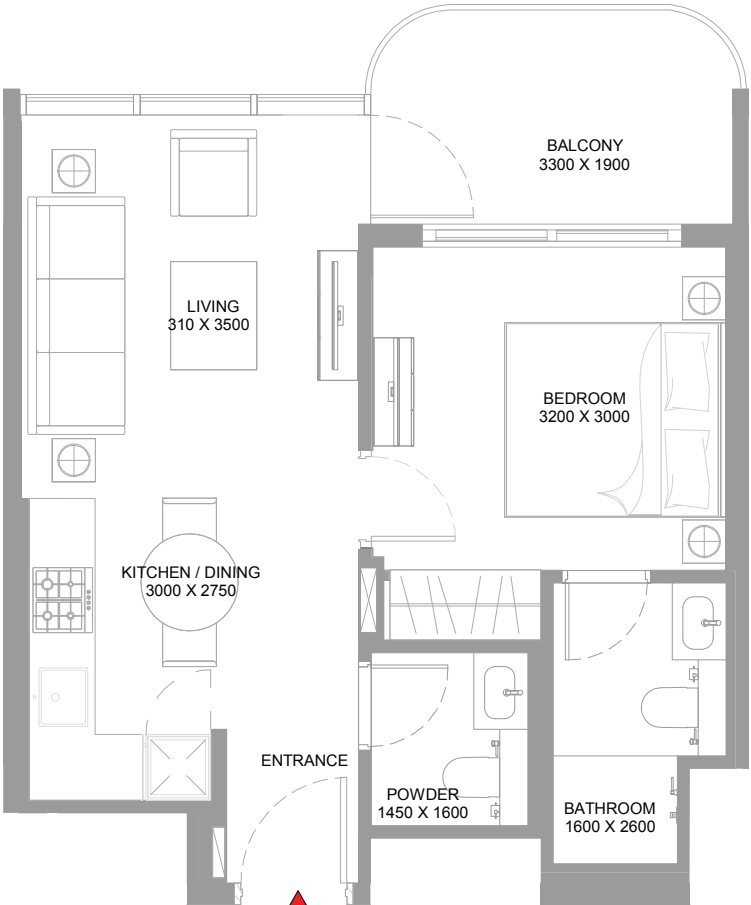 BALCONY
3300 X 1900
LIVING
310 X 3500
BEDROOM
3200 X 3000
KITCHEN / DINING
3000 X 2750
ENTRANCE
POWDER
1450 X 1600
BATHROOM
1600 X 2600